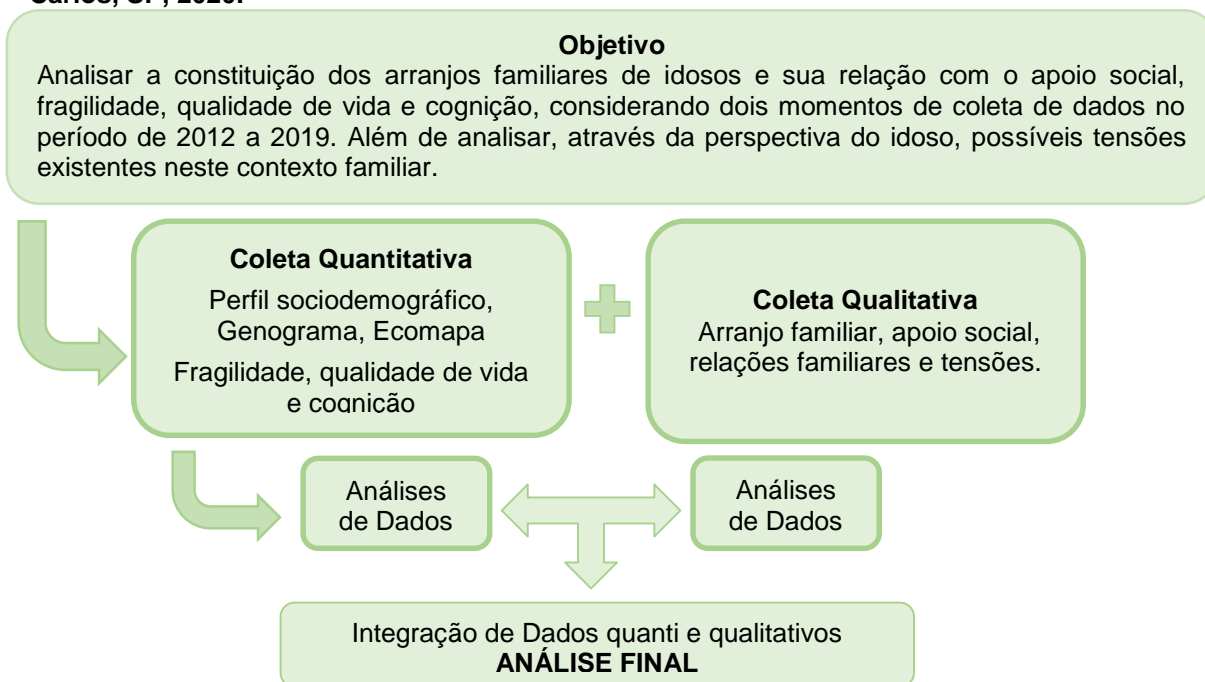 Objetivo
Analisar a constituição dos arranjos familiares de idosos e sua relação com o apoio social,
fragilidade, qualidade de vida e cognição, considerando dois momentos de coleta de dados no
período de 2012 a 2019. Além de analisar, através da perspectiva do idoso, possíveis tensões
existentes neste contexto familiar.
Coleta Quantitativa
Perfil sociodemográfico,
Genograma, Ecomapa
Fragilidade, qualidade de vida
e cognição
Coleta Qualitativa
Arranjo familiar, apoio social,
relações familiares e tensões.
Análises
de Dados
Análises
de Dados
Integração de Dados quanti e qualitativos
ANÁLISE FINAL